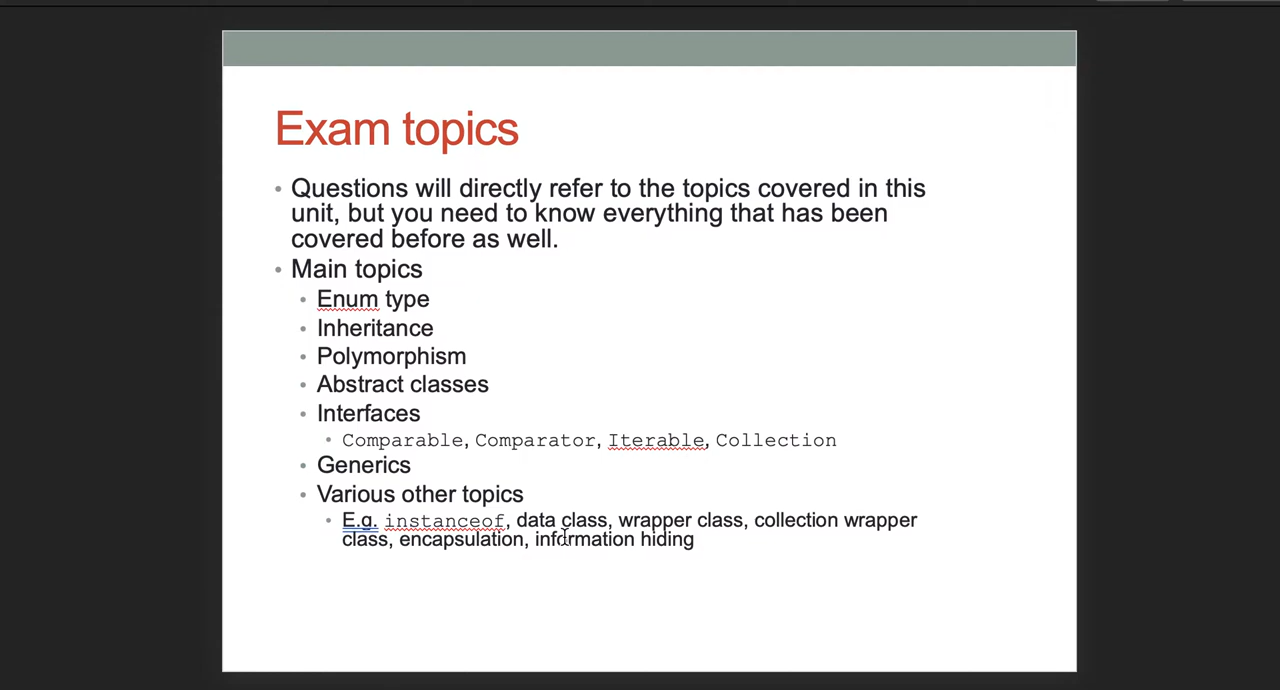 Exam topics
• Questions will directly refer to the topics covered in this
unit, but you need to know everything that has been
covered before as well.
• Main topics
• Enum type
• Inheritance
• Polymorphism
• Abstract classes
• Interfaces
• Comparable, Comparator, Iterable, Collection
• Generics
• Various other topics
• E.g. instanceof, data class, wrapper class, collection wrapper
class, encapsulation, information hiding